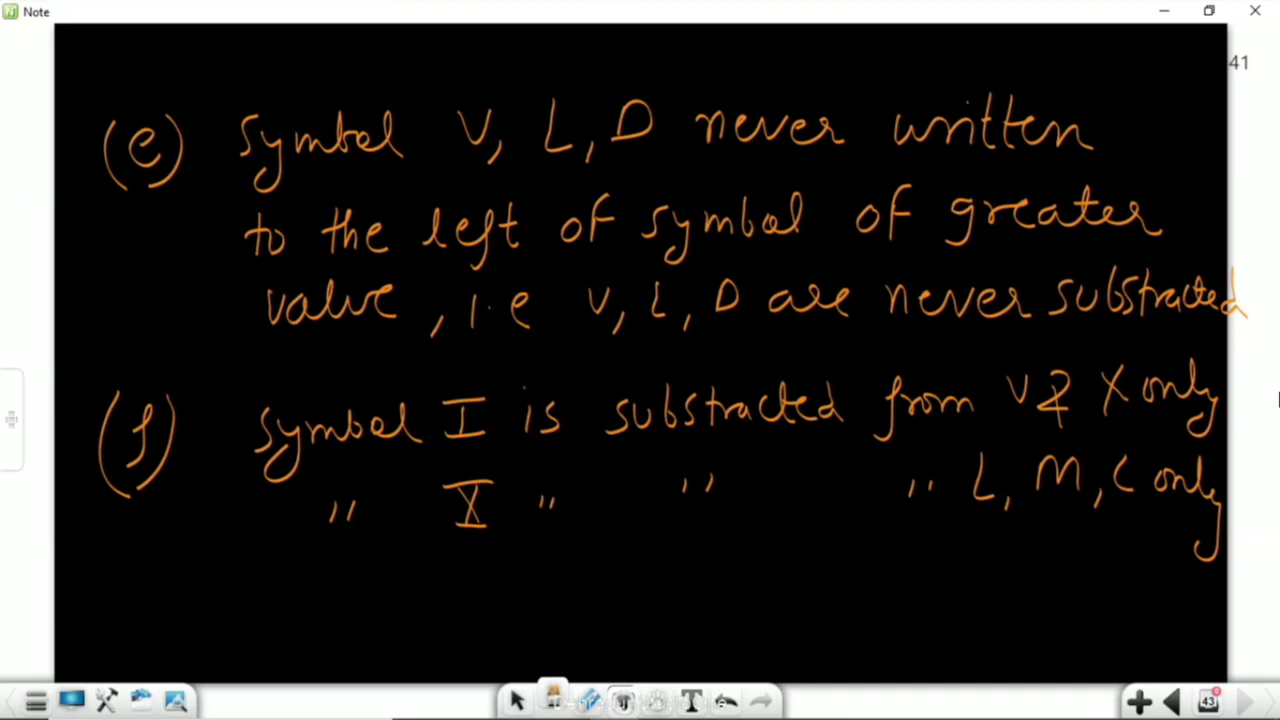 Note
41
(e) Symbol V, L, D never written
to the left of symbol of greater
value, i.e V, L, D are never substracted
(f) Symbol I is substracted from V & X only
" X " " " L, M, C only
43